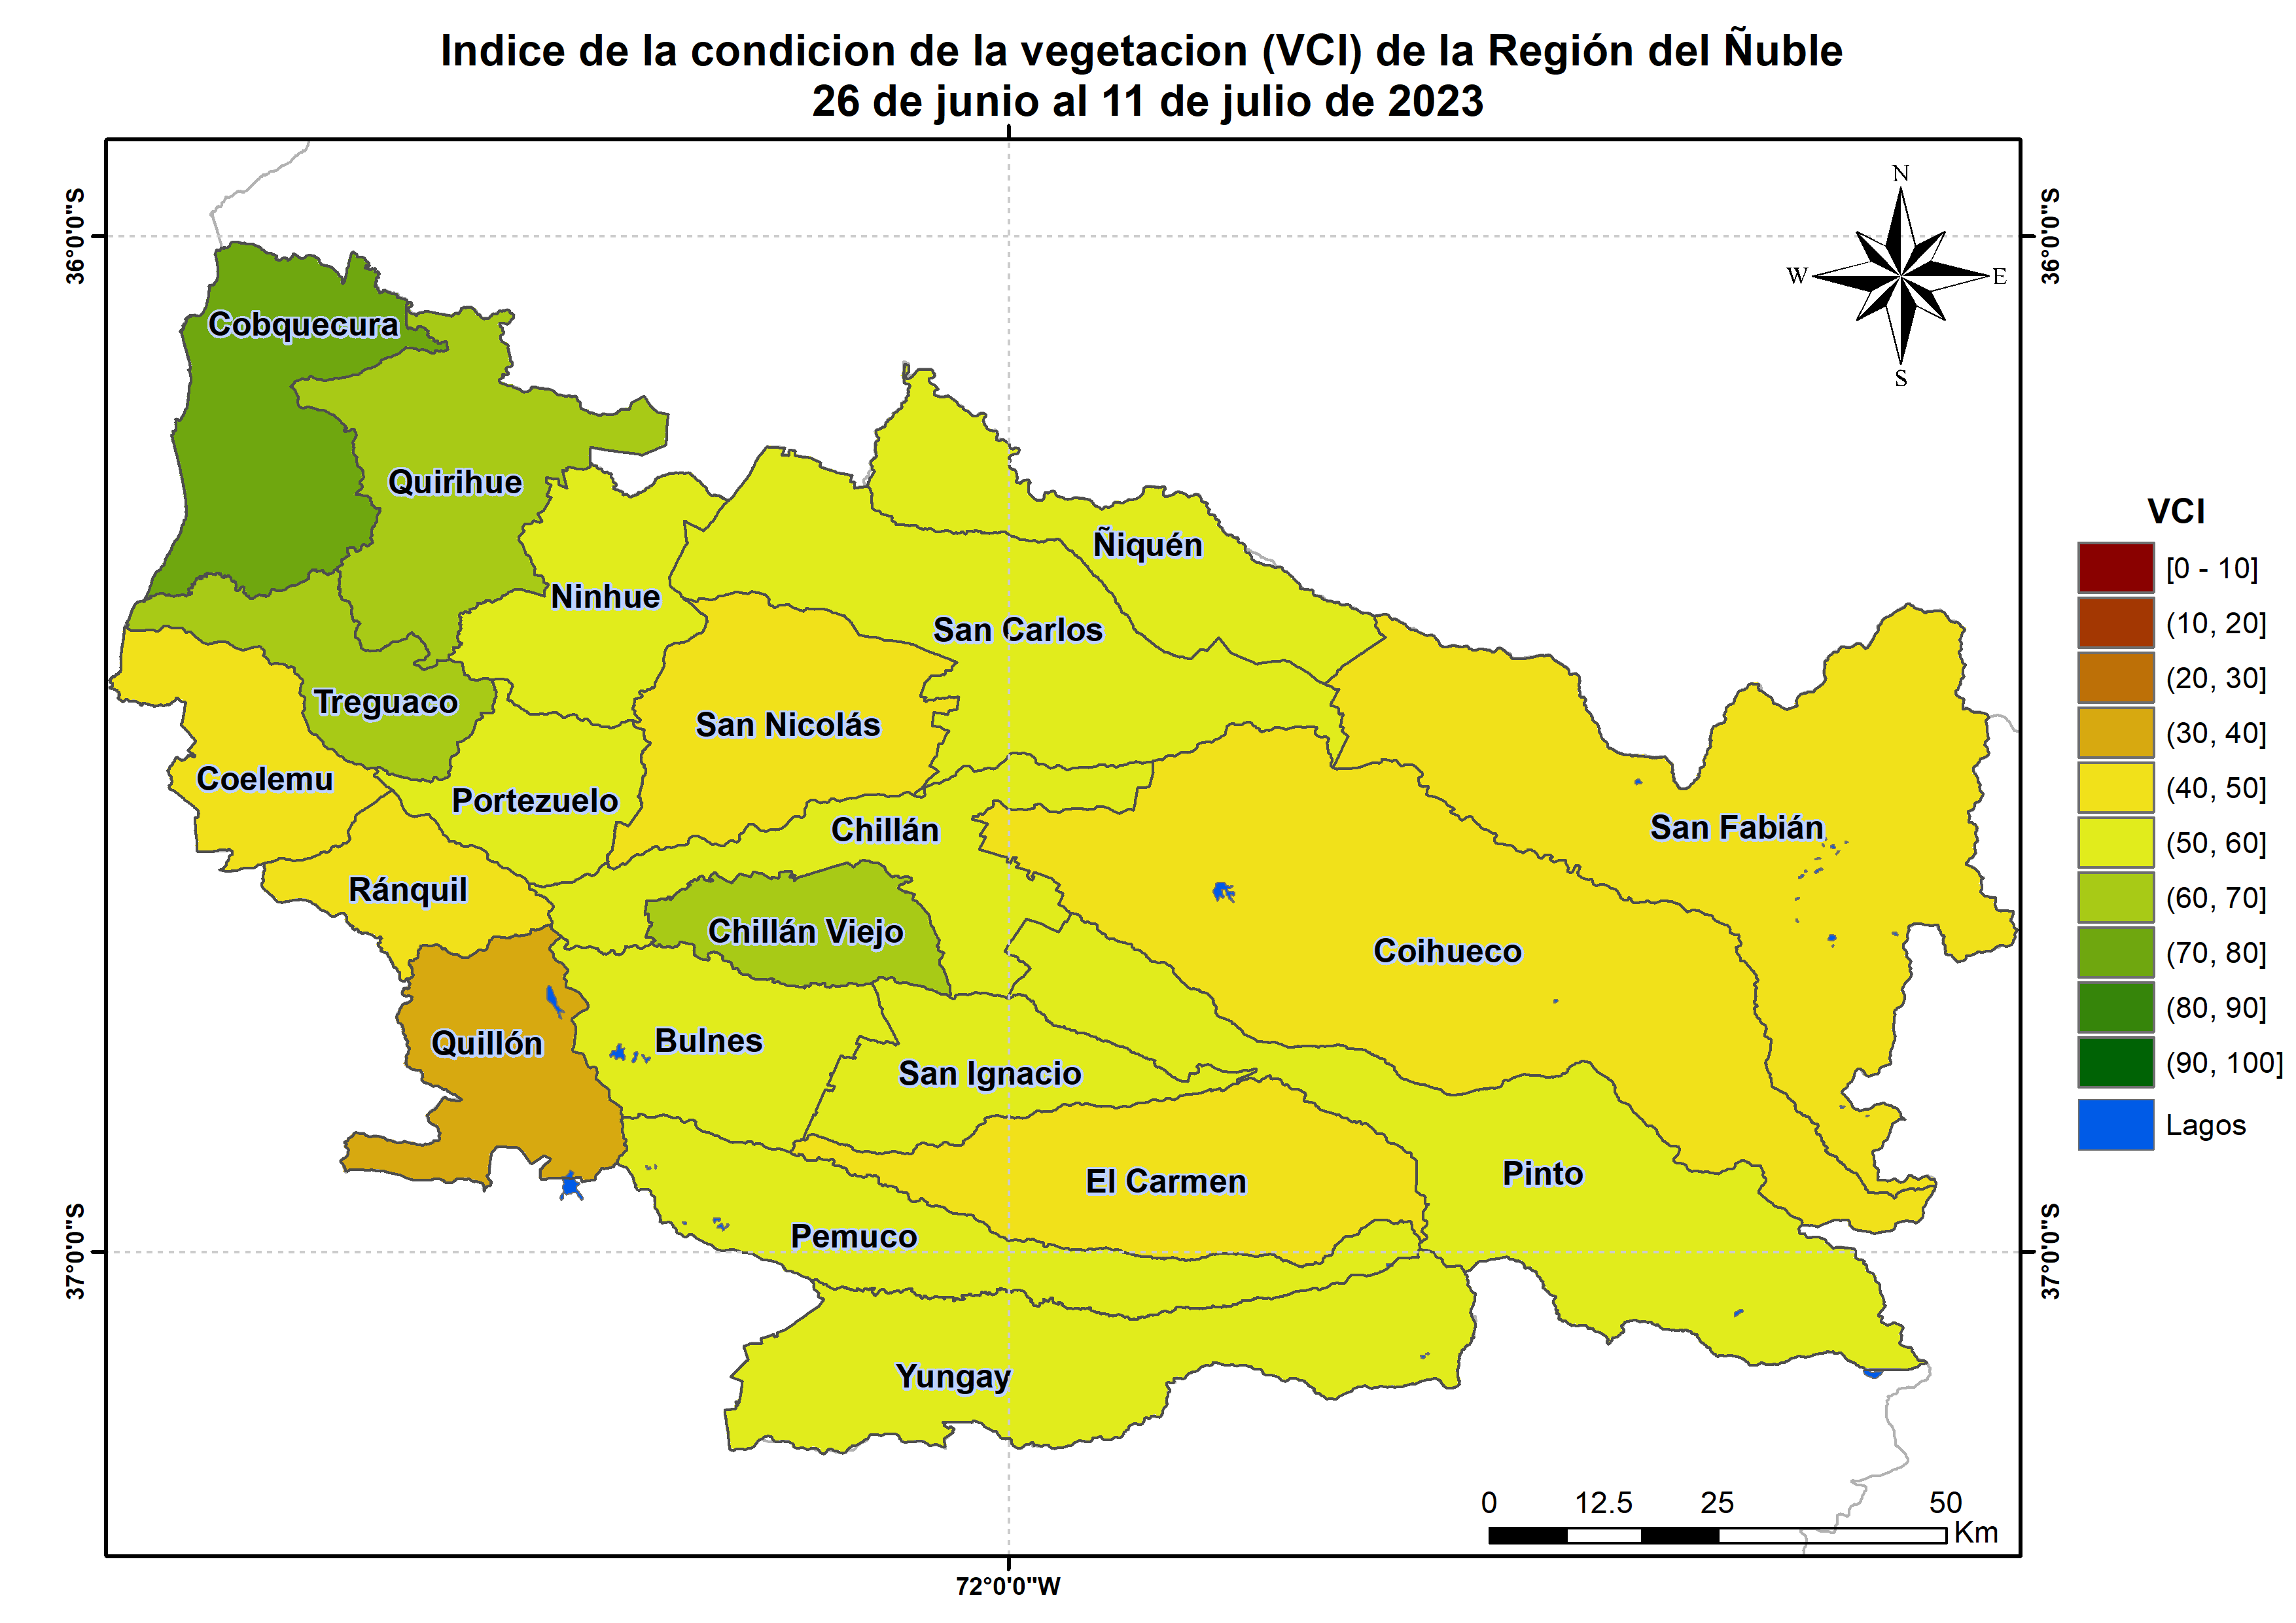 Indice de la condicion de la vegetacion (VCI) de la Región del Ñuble
26 de junio al 11 de julio de 2023
36°0'0"S
36°0'0"S
N
W
E
S
Cobquecura
Quirihue
Ñiquén
Ninhue
San Carlos
Treguaco
San Nicolás
Coelemu
Portezuelo
Chillán
San Fabián
Ránquil
Chillán Viejo
Coihueco
Quillón
Bulnes
San Ignacio
El Carmen
Pinto
Pemuco
Yungay
37°0'0"S
37°0'0"S
72°0'0"W
VCI
[0 - 10]
(10, 20]
(20, 30]
(30, 40]
(40, 50]
(50, 60]
(60, 70]
(70, 80]
(80, 90]
(90, 100]
Lagos
0 12.5 25 50
Km